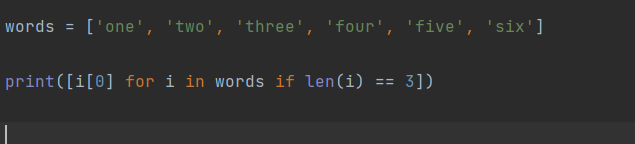 words = ['one', 'two', 'three', 'four', 'five', 'six']
print([i[0] for i in words if len(i) == 3])